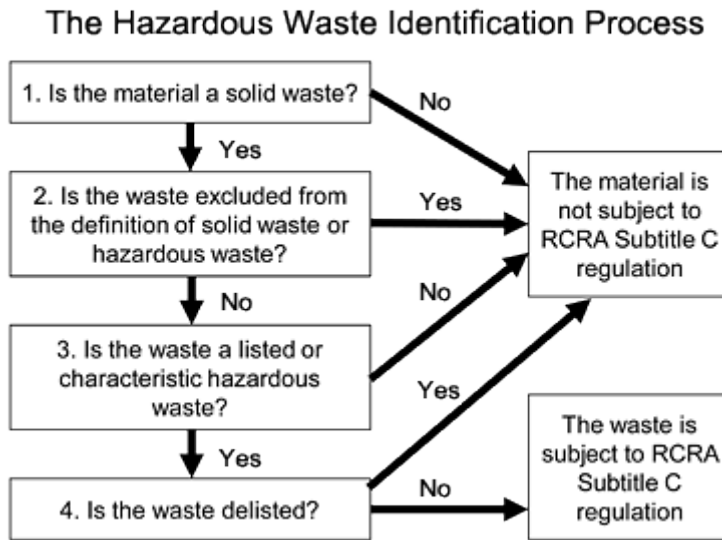 The Hazardous Waste Identification Process
1. Is the material a solid waste?
No
Yes
2. Is the waste excluded from
the definition of solid waste or
hazardous waste?
Yes
The material is
not subject to
RCRA Subtitle C
regulation
No
No
3. Is the waste a listed or
characteristic hazardous
waste?
Yes
Yes
The waste is
subject to RCRA
Subtitle C
regulation
4. Is the waste delisted?
No